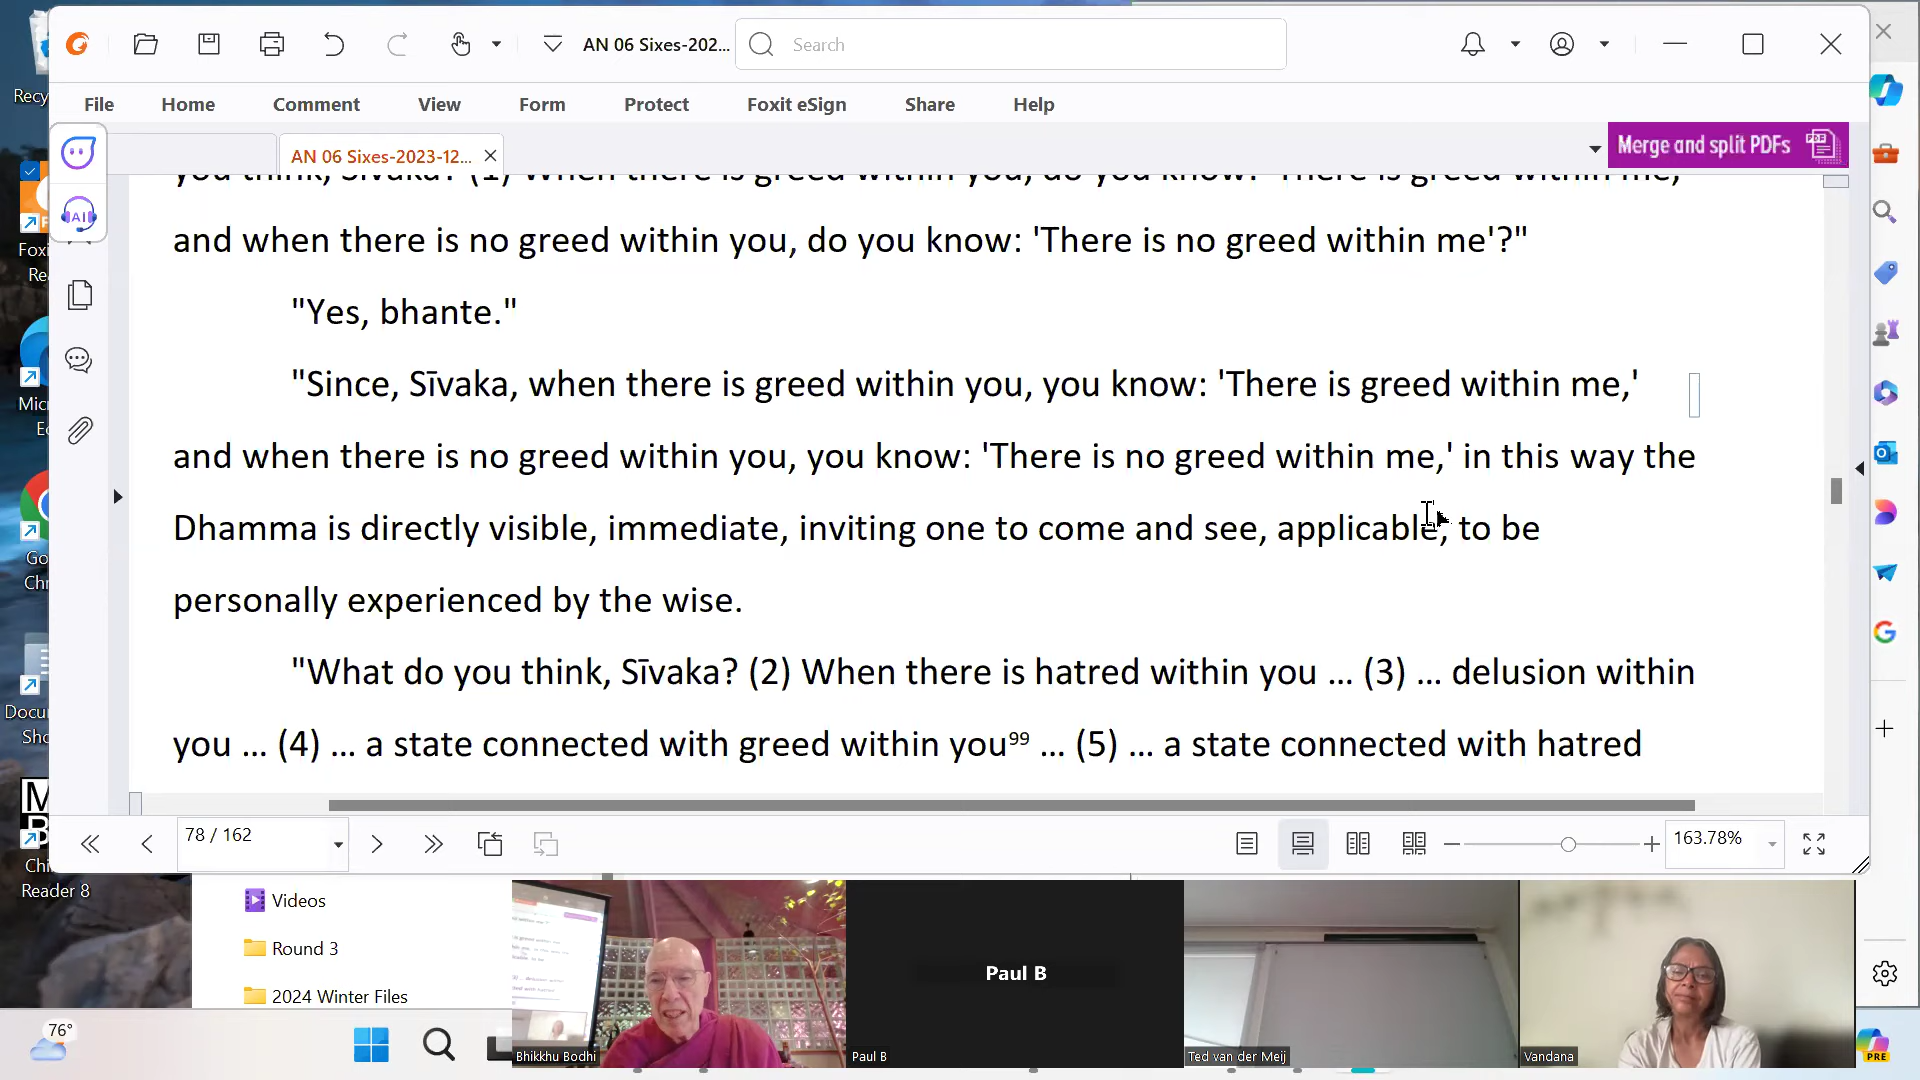 AN 06 Sixes-202...
Search
File Home Comment View Form Protect Foxit eSign Share Help
AN 06 Sixes-2023-12...
Merge and split PDFs
and when there is no greed within you, do you know: 'There is no greed within me'?"
"Yes, bhante."
"Since, Sīvaka, when there is greed within you, you know: 'There is greed within me,'
and when there is no greed within you, you know: 'There is no greed within me,' in this way the
Dhamma is directly visible, immediate, inviting one to come and see, applicable, to be
personally experienced by the wise.
"What do you think, Sīvaka? (2) When there is hatred within you ... (3) ... delusion within
you ... (4) ... a state connected with greed within you99 ... (5) ... a state connected with hatred
78 / 162
163.78%
Reader 8
Videos
Round 3
2024 Winter Files
76°
Paul B
Bhikkhu Bodhi
Paul B
Ted van der Meij
Vandana
PRE
AI